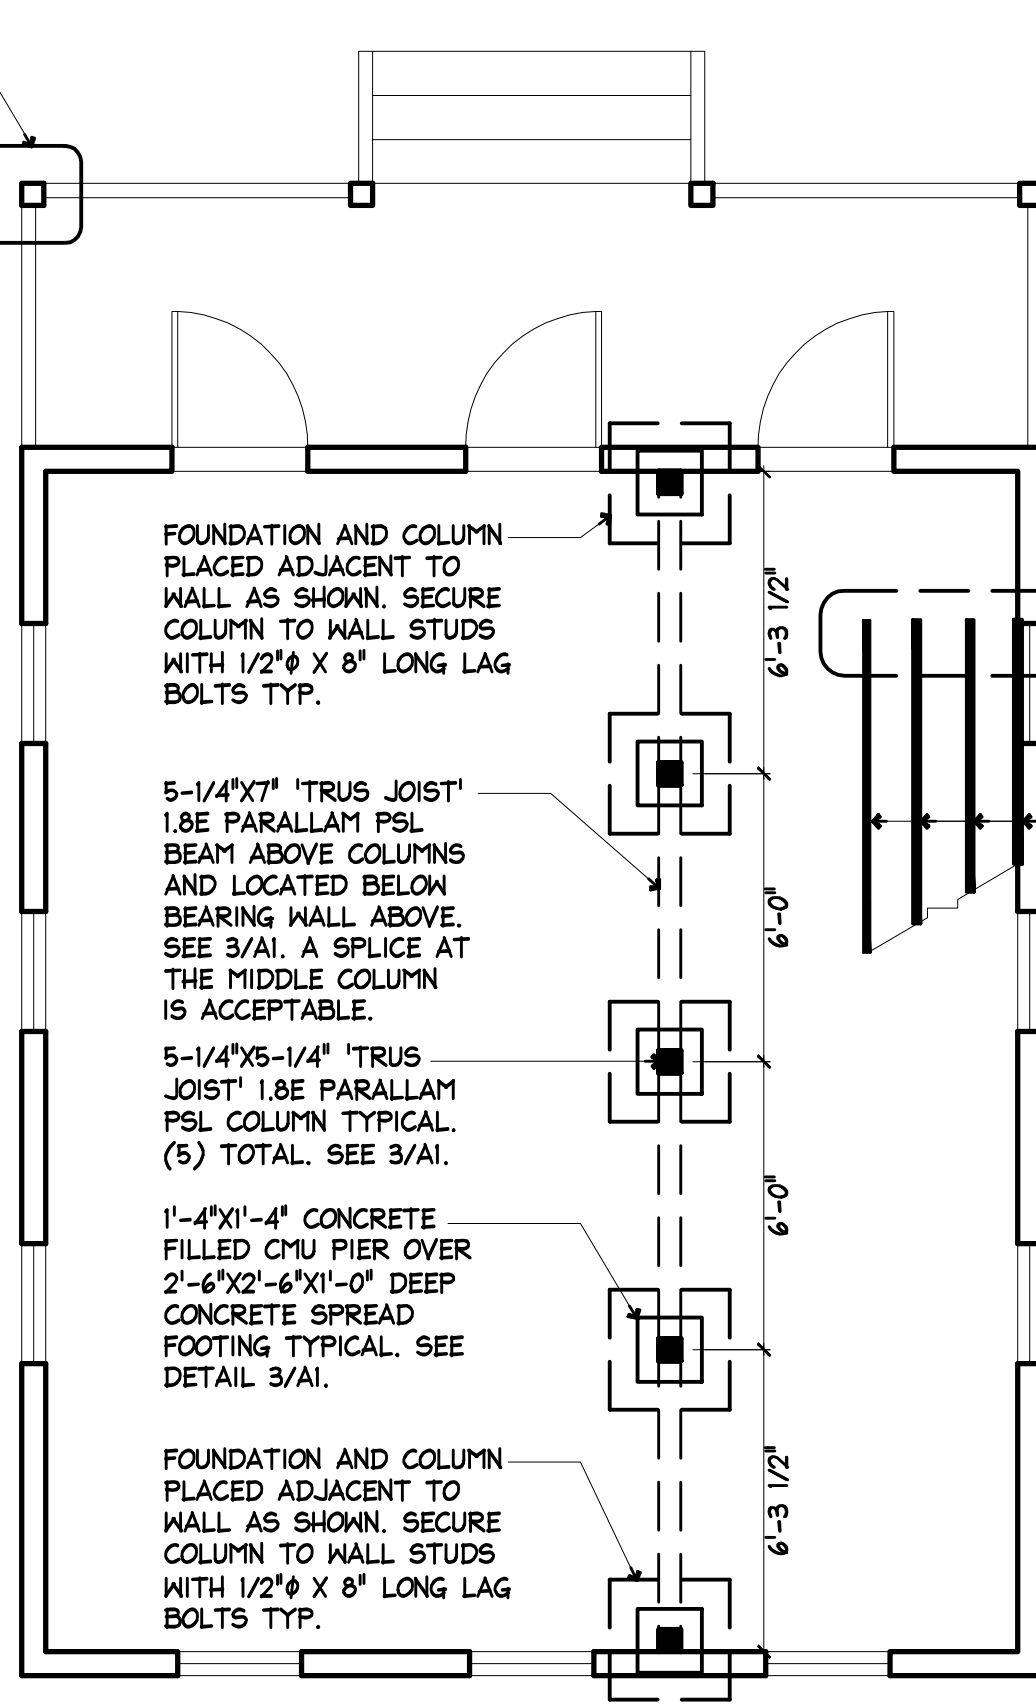 FOUNDATION AND COLUMN
PLACED ADJACENT TO
WALL AS SHOWN. SECURE
COLUMN TO WALL STUDS
WITH 1/2"ϕ X 8" LONG LAG
BOLTS TYP.
6'-3 1/2"
5-1/4"X7" 'TRUS JOIST'
1.8E PARALLAM PSL
BEAM ABOVE COLUMNS
AND LOCATED BELOW
BEARING WALL ABOVE.
SEE 3/A1. A SPLICE AT
THE MIDDLE COLUMN
IS ACCEPTABLE.
6'-0"
5-1/4"X5-1/4" 'TRUS
JOIST' 1.8E PARALLAM
PSL COLUMN TYPICAL.
(5) TOTAL. SEE 3/A1.
6'-0"
1'-4"X1'-4" CONCRETE
FILLED CMU PIER OVER
2'-6"X2'-6"X1'-0" DEEP
CONCRETE SPREAD
FOOTING TYPICAL. SEE
DETAIL 3/A1.
FOUNDATION AND COLUMN
PLACED ADJACENT TO
WALL AS SHOWN. SECURE
COLUMN TO WALL STUDS
WITH 1/2"ϕ X 8" LONG LAG
BOLTS TYP.
6'-3 1/2"